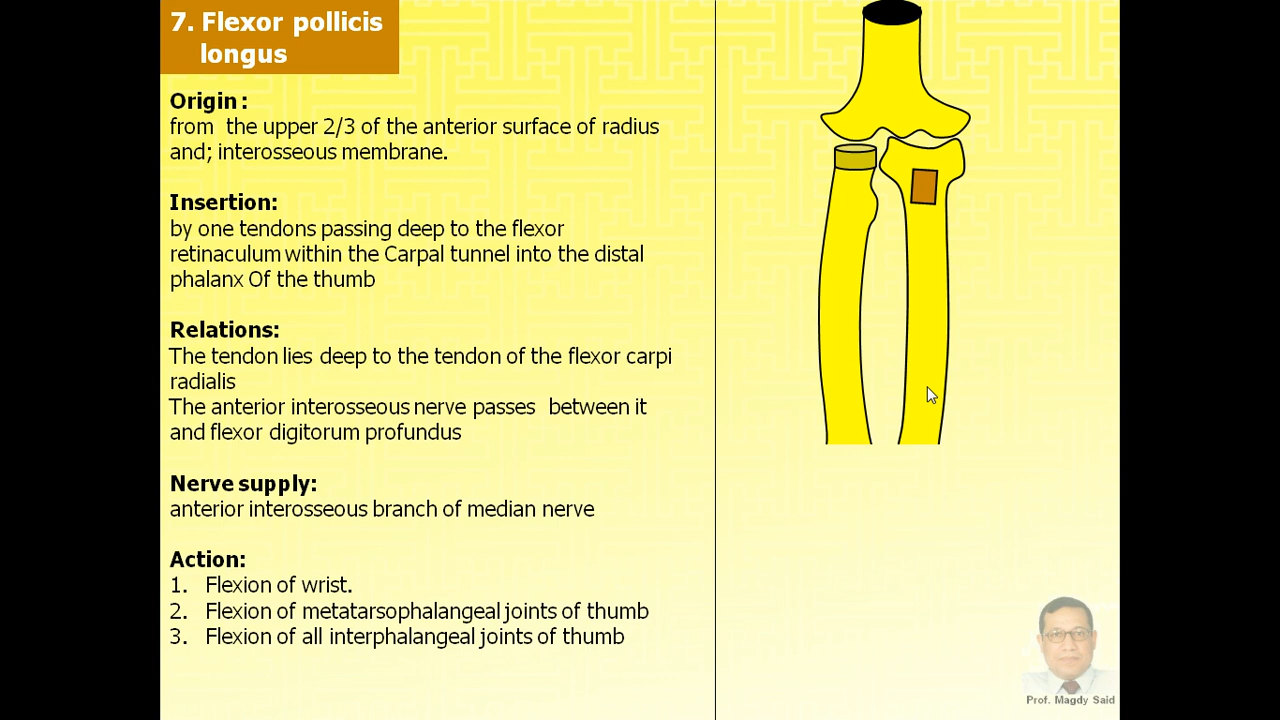 7. Flexor pollicis
longus
Origin :
from the upper 2/3 of the anterior surface of radius
and; interosseous membrane.
Insertion:
by one tendons passing deep to the flexor
retinaculum within the Carpal tunnel into the distal
phalanx Of the thumb
Relations:
The tendon lies deep to the tendon of the flexor carpi
radialis
The anterior interosseous nerve passes between it
and flexor digitorum profundus
Nerve supply:
anterior interosseous branch of median nerve
Action:
1. Flexion of wrist.
2. Flexion of metatarsophalangeal joints of thumb
3. Flexion of all interphalangeal joints of thumb
Prof. Magdy Said